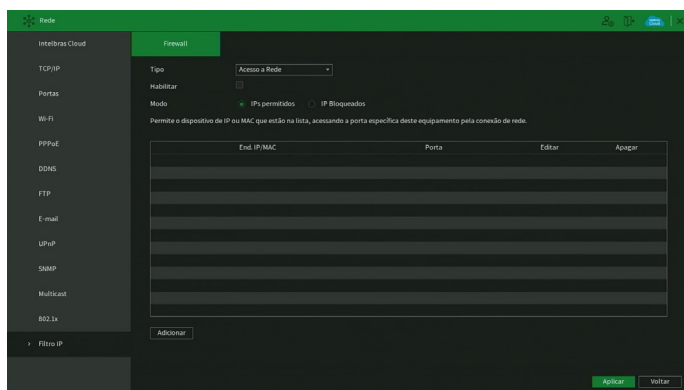 Rede
Intelbras Cloud
Firewall
TCP/IP
Tipo
Acesso a Rede
Habilitar
Portas
Modo
IPs permitidos
IP Bloqueados
Wi-Fi
Permite o dispositivo de IP ou MAC que estão na lista, acessando a porta específica deste equipamento pela conexão de rede.
PPPoE
End. IP/MAC
Porta
Editar
Apagar
DDNS
FTP
E-mail
UPnP
SNMP
Multicast
802.1x
Adicionar
Filtro IP
Aplicar
Voltar